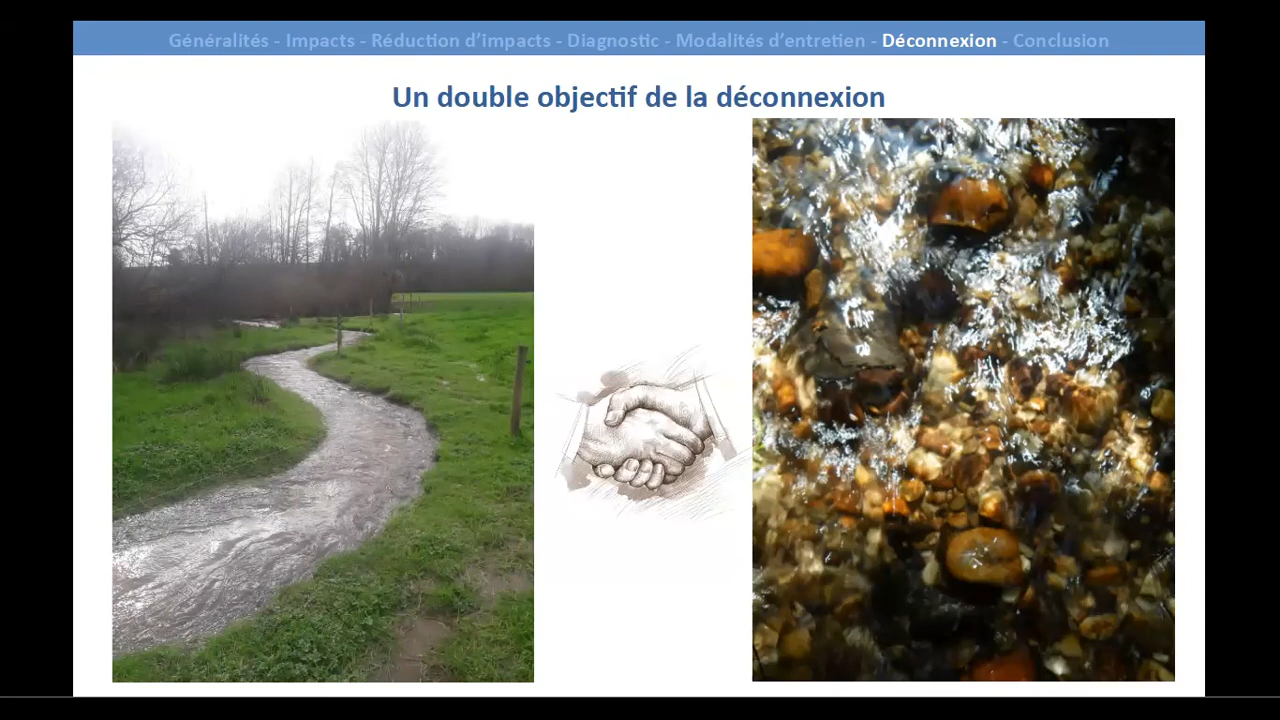 Généralités - Impacts - Réduction d'impacts - Diagnostic - Modalités d'entretien - Déconnexion - Conclusion
Un double objectif de la déconnexion